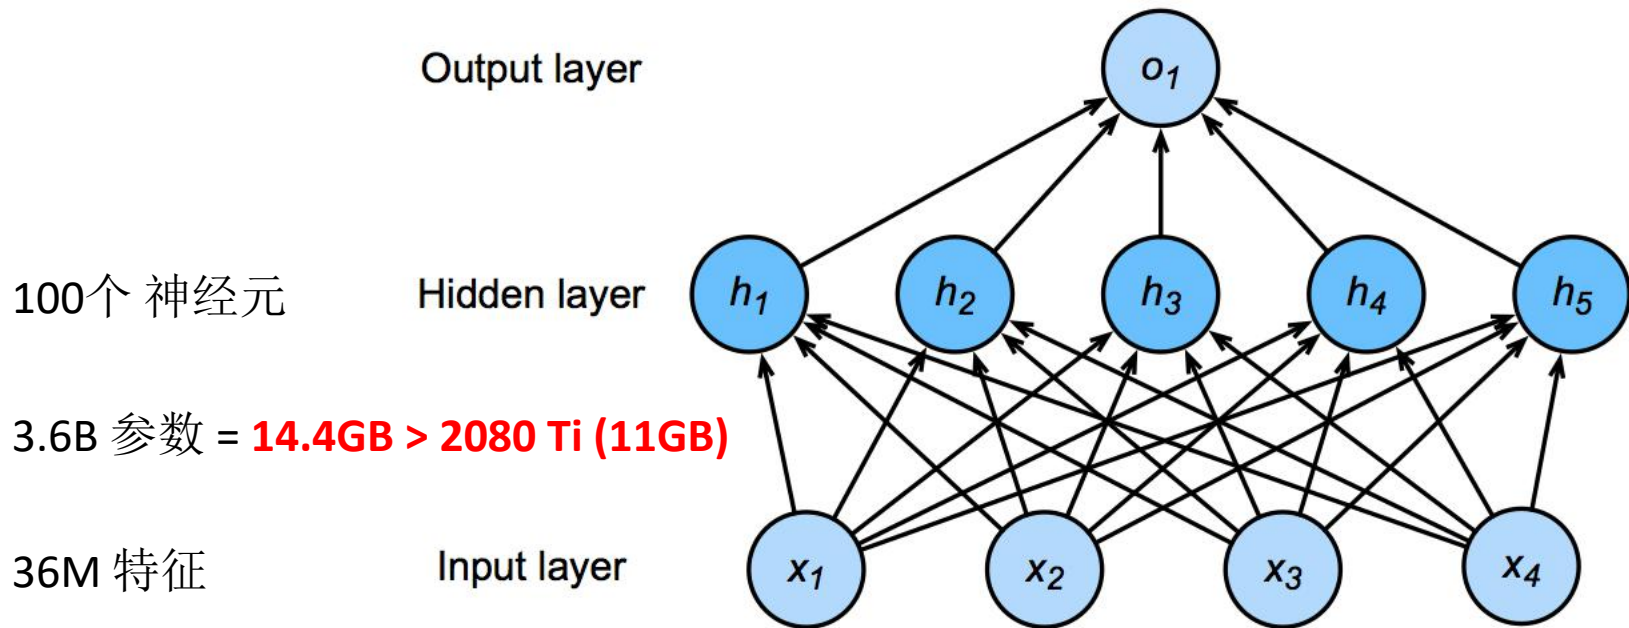 Output layer
o1
100个 神经元
Hidden layer
h1 h2 h3 h4 h5
3.6B 参数 = 14.4GB > 2080 Ti (11GB)
36M 特征
Input layer
x1 x2 x3 x4